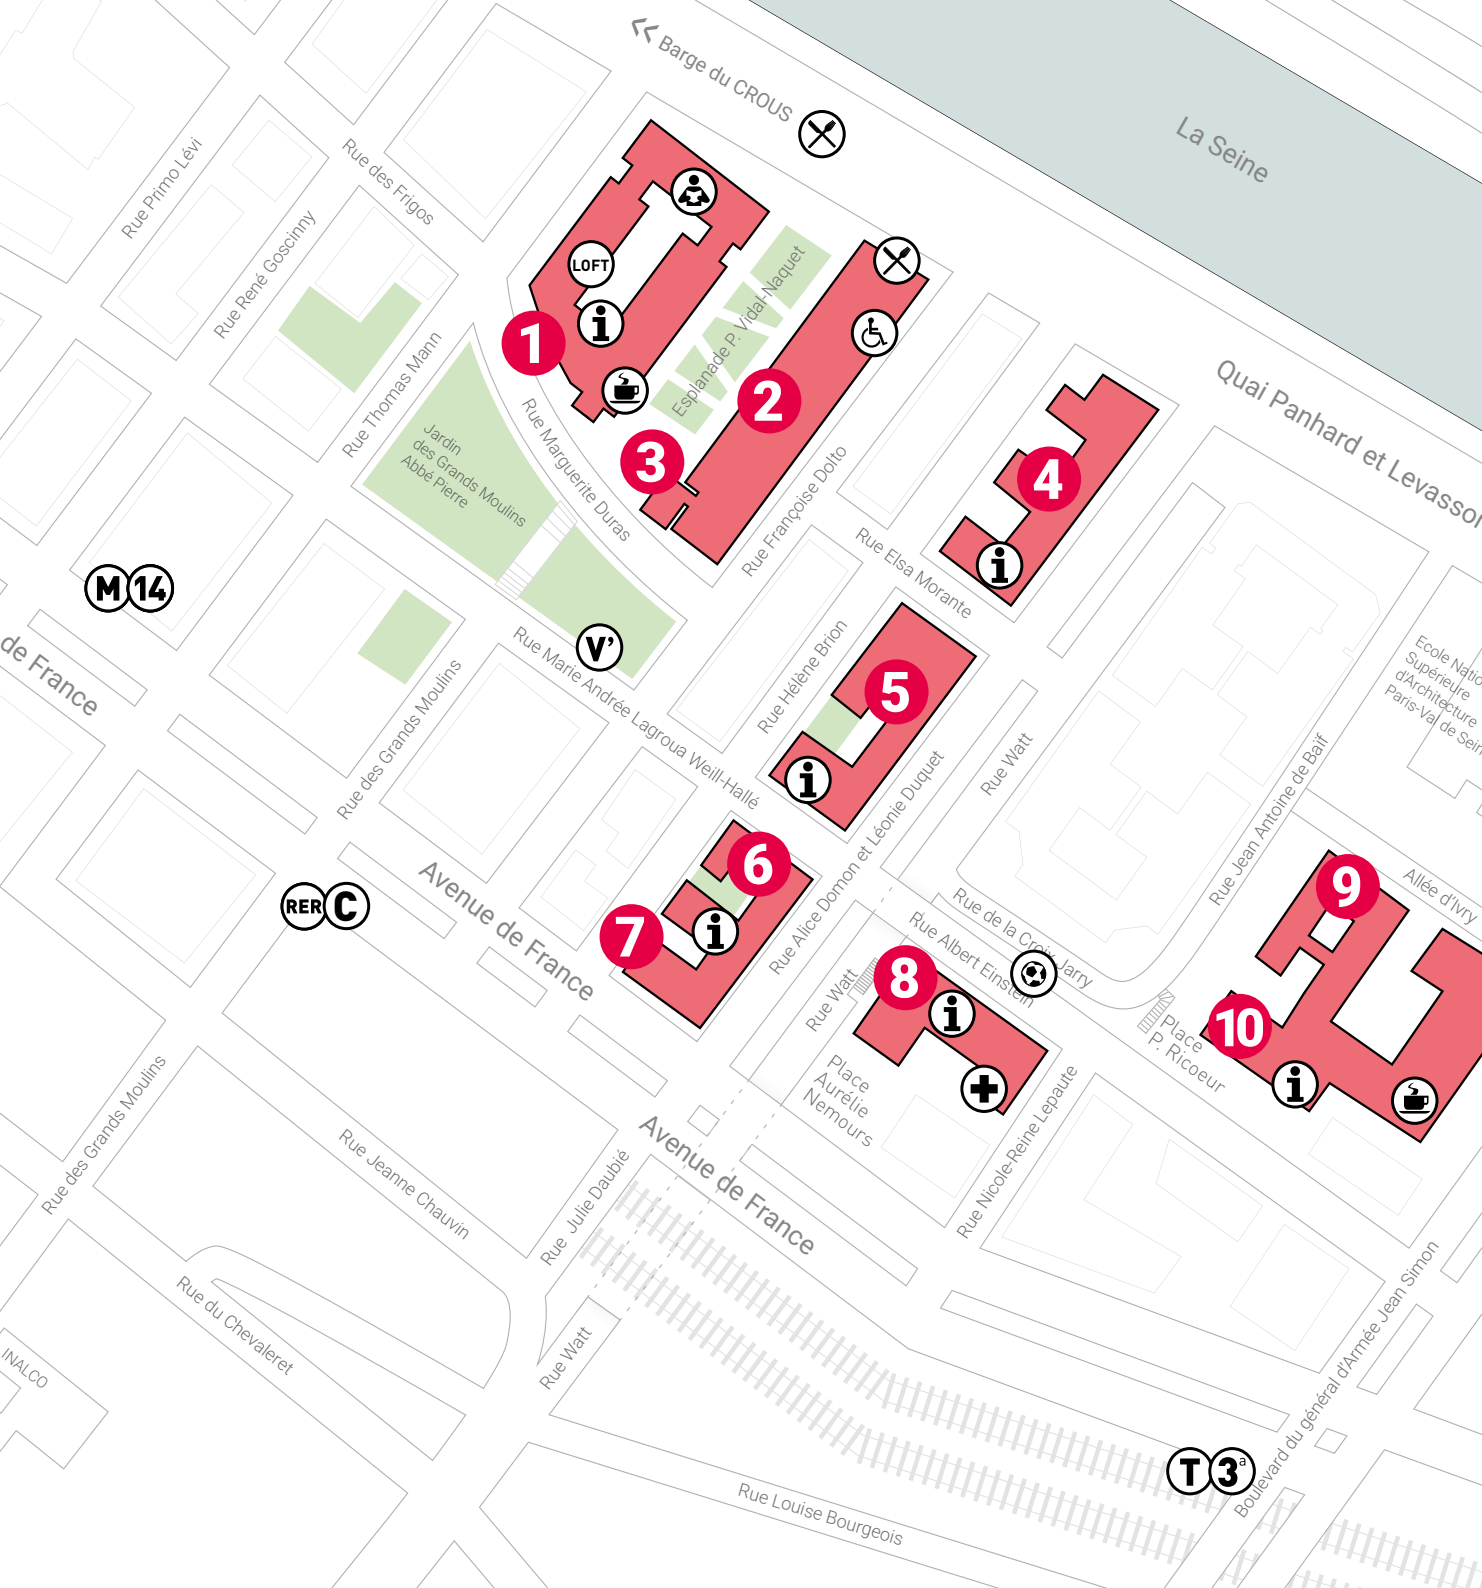 Barge du CROUS
La Seine
Rue Primo Lévi
Rue des Frigos
Rue René Goscinny
LOFT
i
1
Esplanade P. Vidal-Naquet
2
3
Rue Thomas Mann
Jardin
des Grands Moulins
Abbé Pierre
Rue Marguerite Duras
Rue Françoise Dolto
Quai Panhard et Levassor
4
i
Rue Elsa Morante
M 14
de France
V’
Rue Marie Andrée Lagroua Weill-Hallé
Rue Hélène Brion
5
i
Rue des Grands Moulins
Rue Watt
Ecole Natio
Supérieure
d'Architecture
Paris-Val de Sein
Rue Jean Antoine de Baïf
Avenue de France
RER C
6
i
7
Rue Alice Domon et Léonie Duquet
Rue de la Croix Jarry
Rue Albert Einstein
Rue Watt
8
i
9
Allée d'Ivry
10
i
Place
P. Ricoeur
Place
Aurélie
Nemours
Rue Nicole-Reine Lepaute
Rue des Grands Moulins
Rue Jeanne Chauvin
Rue Julie Daubié
Avenue de France
Rue du Chevaleret
INALCO
Rue Watt
Boulevard du général d'Armée Jean Simon
T 3a
Rue Louise Bourgeois